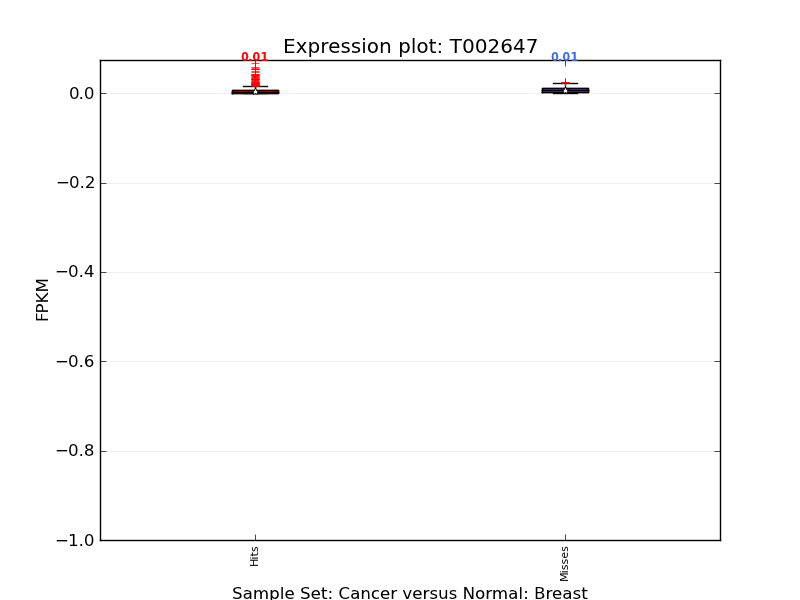 Expression plot: T002647
0.01 0.01
0.0
−0.2
−0.4
−0.6
−0.8
−1.0
FPKM
Hits Misses
Sample Set: Cancer versus Normal: Breast